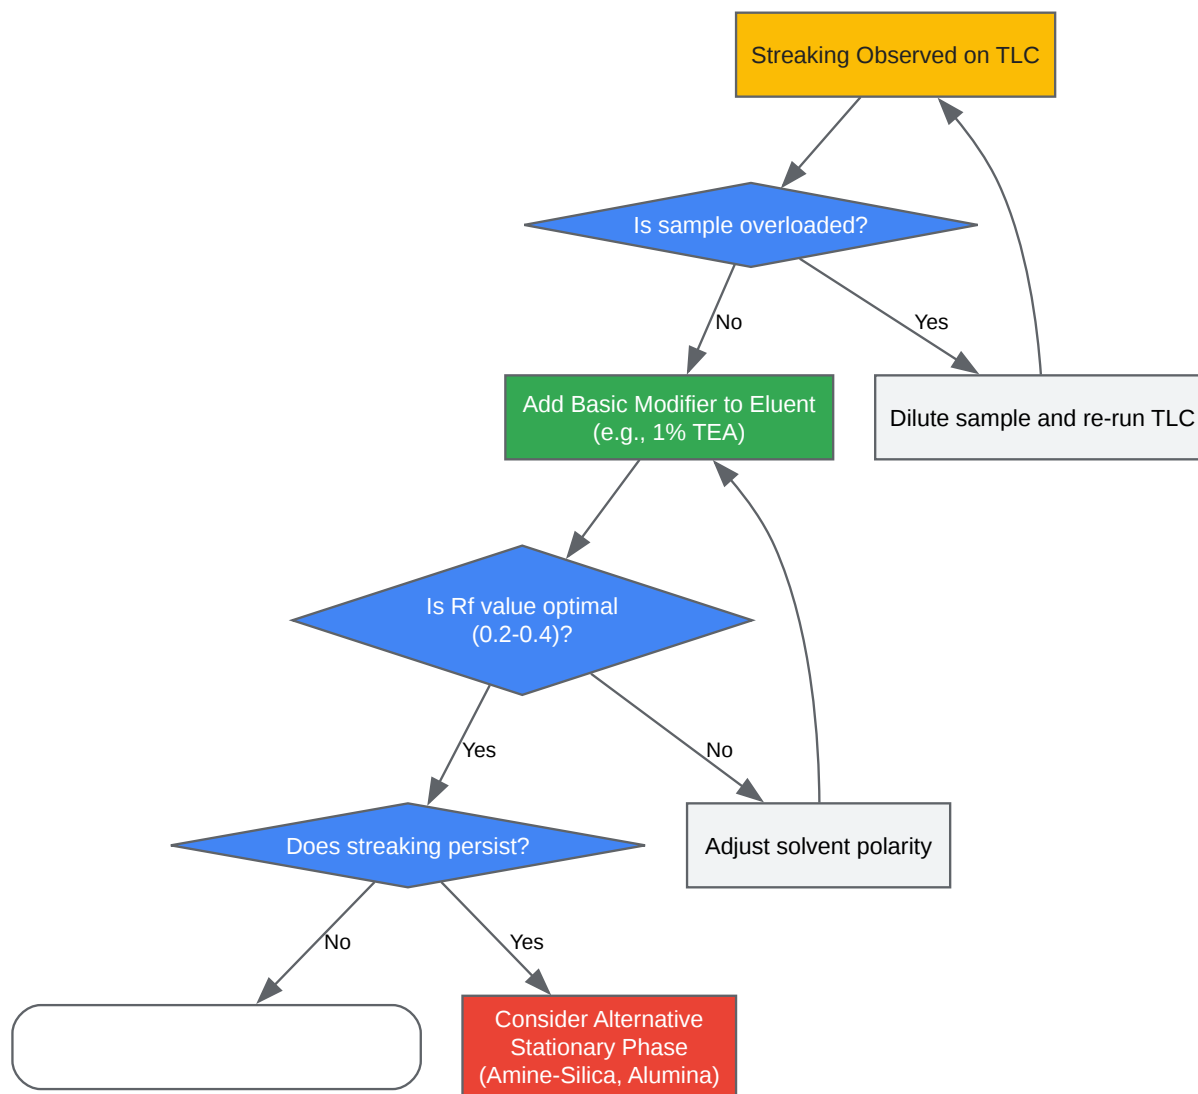 Streaking Observed on TLC
Is sample overloaded?
No
Yes
Add Basic Modifier to Eluent
(e.g., 1% TEA)
Dilute sample and re-run TLC
Is Rf value optimal
(0.2-0.4)?
Yes
No
Does streaking persist?
Adjust solvent polarity
No
Yes
Consider Alternative
Stationary Phase
(Amine-Silica, Alumina)